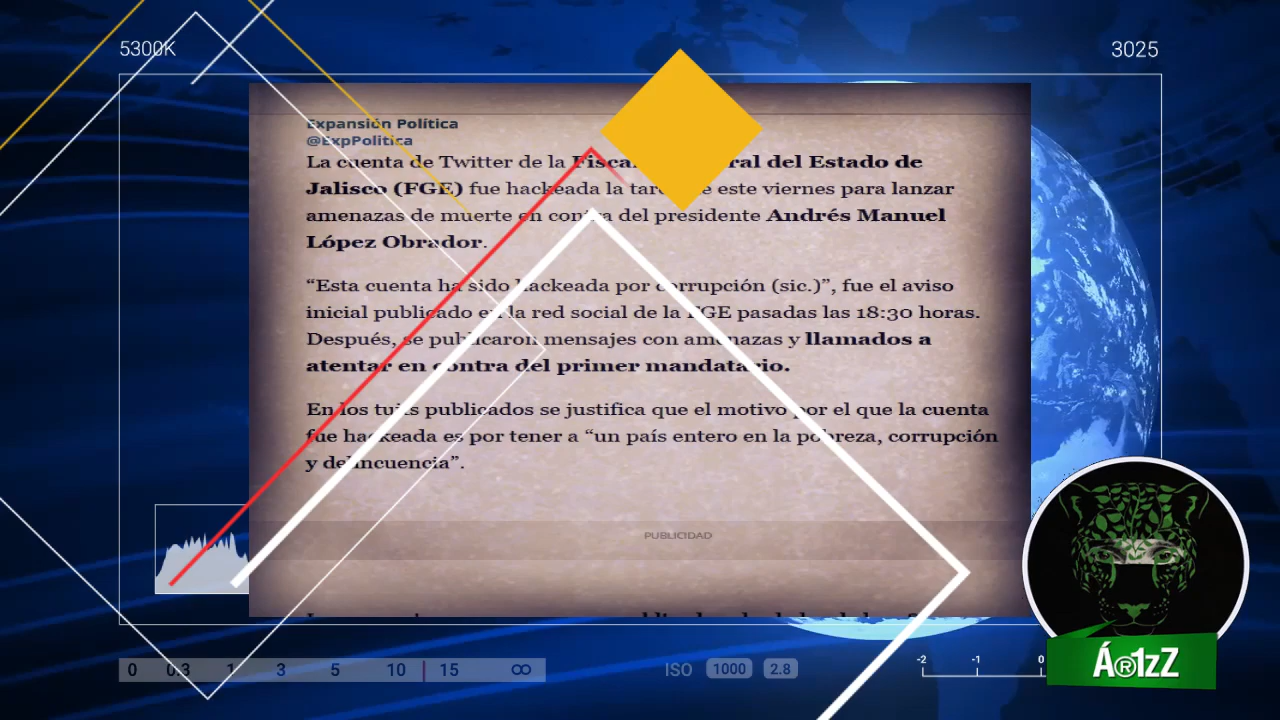 5300K
3025
Expansión Política
@ExpPolitica
La cuenta de Twitter de la Fiscal ral del Estado de
Jalisco (FGE) fue hackeada la tarde este viernes para lanzar
amenazas de muerte en contra del presidente Andrés Manuel
López Obrador.
“Esta cuenta ha sido hackeada por corrupción (sic.)”, fue el aviso
inicial publicado en la red social de la FGE pasadas las 18:30 horas.
Después, se publicaron mensajes con amenazas y llamados a
atentar en contra del primer mandatario.
En los tuits publicados se justifica que el motivo por el que la cuenta
fue hackeada es por tener a “un país entero en la pobreza, corrupción
y delincuencia”.
PUBLICIDAD
0 0.3 1 3 5 10 15 ∞
ISO 1000 2.8
-2 -1 0
Á®1zZ